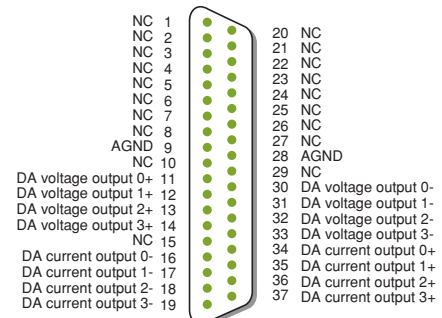 NC 1
NC 2
NC 3
NC 4
NC 5
NC 6
NC 7
NC 8
AGND 9
NC 10
DA voltage output 0+ 11
DA voltage output 1+ 12
DA voltage output 2+ 13
DA voltage output 3+ 14
NC 15
DA current output 0- 16
DA current output 1- 17
DA current output 2- 18
DA current output 3- 19
20 NC
21 NC
22 NC
23 NC
24 NC
25 NC
26 NC
27 NC
28 AGND
29 NC
30 DA voltage output 0-
31 DA voltage output 1-
32 DA voltage output 2-
33 DA voltage output 3-
34 DA current output 0+
35 DA current output 1+
36 DA current output 2+
37 DA current output 3+